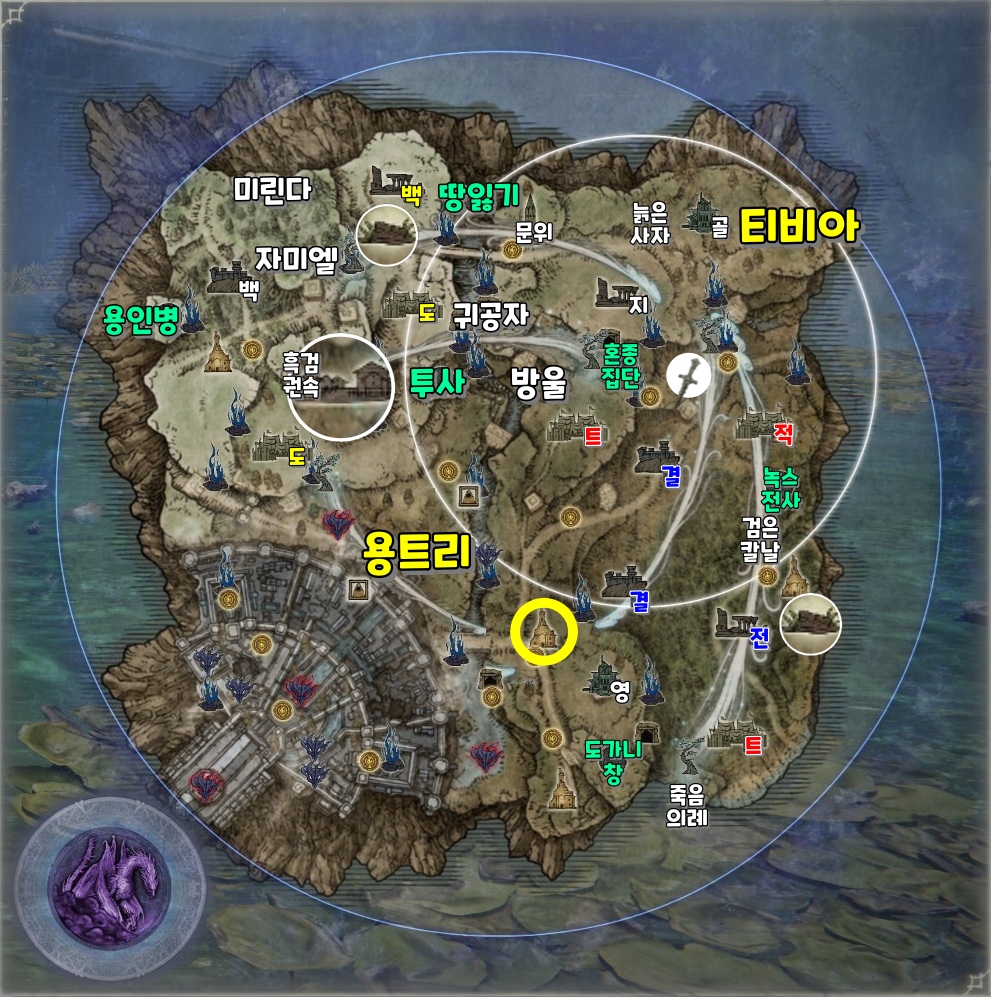 미린다
백
땅잃기
늙은
사자
골
티비아
문위
자미엘
백
용인병
도
귀공자
지
흑검
권속
투사
방울
혼종
집단
트
적
도
결
녹스
전사
검은
칼날
용트리
결
전
영
도가니
창
트
죽음
의례